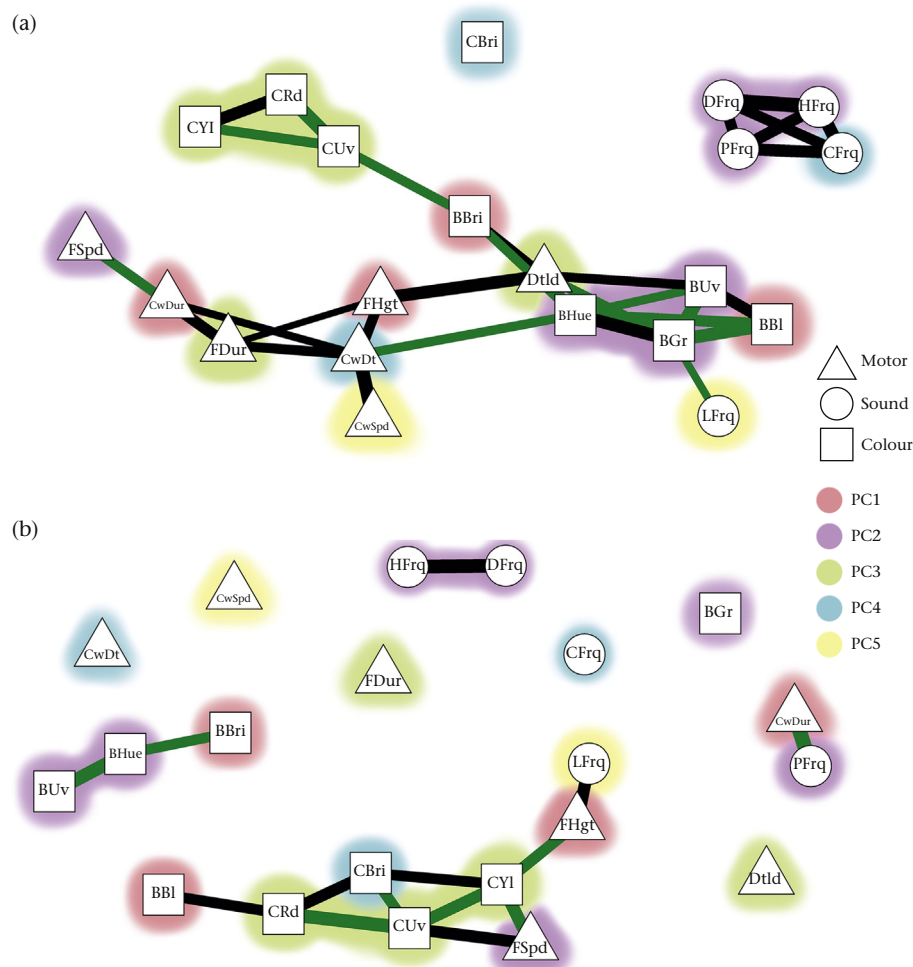 (a)
CBri
CRd
CYl
CUv
DFrq
HFrq
PFrq
CFrq
BBri
FSpd
CwDur
FDur
FHgt
CwDt
CwSpd
Dtld
BHue
BUv
BGr
BBl
LFrq
Motor
Sound
Colour
PC1
PC2
PC3
PC4
PC5
(b)
HFrq
DFrq
CwSpd
BGr
CwDt
FDur
CFrq
CwDur
PFrq
BBri
BHue
BUv
LFrq
FHgt
BBl
CBri
CYl
CRd
CUv
FSpd
Dtld